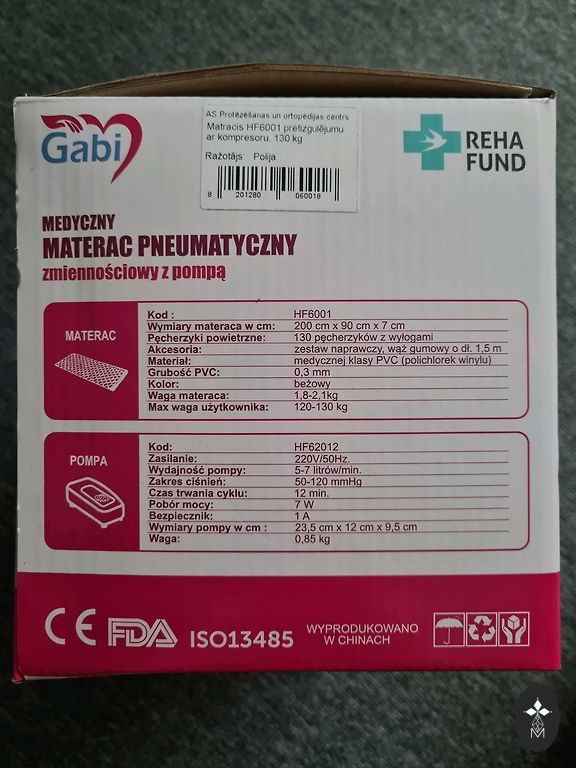 Gabi
AS Protezēšanas un ortopēdijas centrs
Matracis HF6001 pretizgulējumu
ar kompresoru. 130 kg
Ražotājs Polija
8 201280 060018
REHA
FUND
MEDYCZNY
MATERAC PNEUMATYCZNY
zmiennościowy z pompą
MATERAC
Kod : HF6001
Wymiary materaca w cm: 200 cm x 90 cm x 7 cm
Pęcherzyki powietrzne: 130 pęcherzyków z wyłogami
Akcesoria: zestaw naprawczy, wąż gumowy o dł. 1,5 m
Materiał: medycznej klasy PVC (polichlorek winylu)
Grubość PVC: 0,3 mm
Kolor: beżowy
Waga materaca: 1,8-2,1kg
Max waga użytkownika: 120-130 kg
POMPA
Kod: HF62012
Zasilanie: 220V/50Hz.
Wydajność pompy: 5-7 litrów/min.
Zakres ciśnień: 50-120 mmHg
Czas trwania cyklu: 12 min.
Pobór mocy: 7 W
Bezpiecznik: 1 A
Wymiary pompy w cm : 23,5 cm x 12 cm x 9,5 cm
Waga: 0,85 kg
CE FDA ISO13485 WYPRODUKOWANO
W CHINACH
M